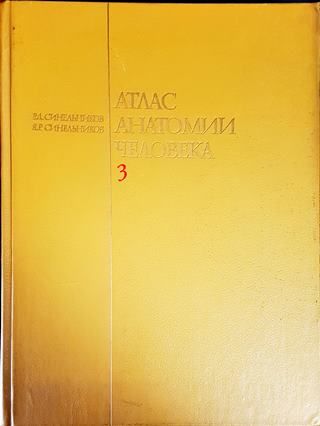 Р.Д. СИНЕЛЬНИКОВ
Я.Р. СИНЕЛЬНИКОВ
АТЛАС
АНАТОМИИ
ЧЕЛОВЕКА
3